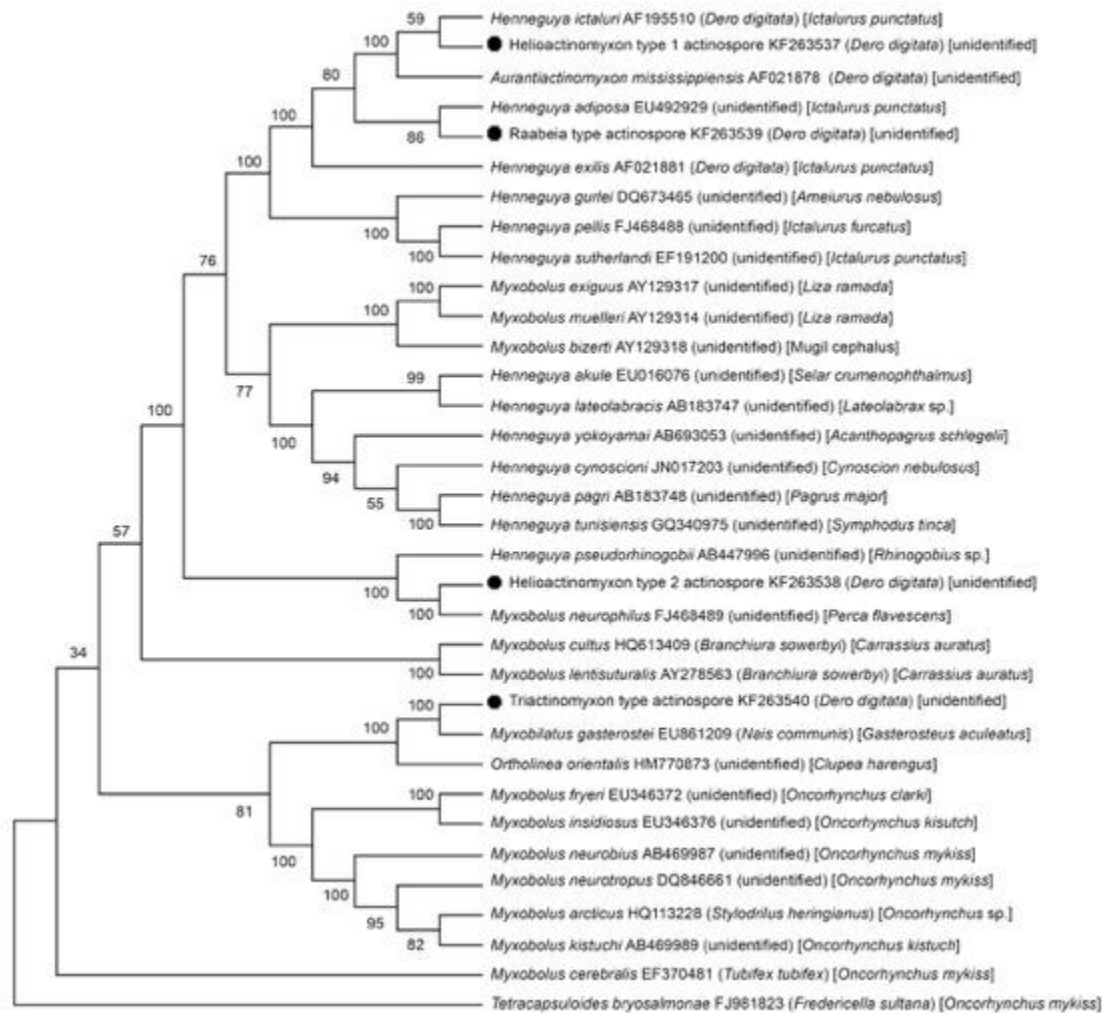 59
Henneguya ictaluri AF195510 (Dero digitata) [Ictalurus punctatus]
100
Helioactinomyxon type 1 actinospore KF263537 (Dero digitata) [unidentified]
80
Aurantiactinomyxon mississippiensis AF021878 (Dero digitata) [unidentified]
100
Henneguya adiposa EU492929 (unidentified) [Ictalurus punctatus]
86
Raabeia type actinospore KF263539 (Dero digitata) [unidentified]
100
Henneguya exilis AF021881 (Dero digitata) [Ictalurus punctatus]
Henneguya gurlei DQ673465 (unidentified) [Ameiurus nebulosus]
100
Henneguya pellis FJ468488 (unidentified) [Ictalurus furcatus]
76
100
Henneguya sutherlandi EF191200 (unidentified) [Ictalurus punctatus]
100
Myxobolus exiguus AY129317 (unidentified) [Liza ramada]
100
Myxobolus muelleri AY129314 (unidentified) [Liza ramada]
Myxobolus bizerti AY129318 (unidentified) [Mugil cephalus]
77
99
Henneguya akule EU016076 (unidentified) [Selar crumenophthalmus]
100
Henneguya lateolabracis AB183747 (unidentified) [Lateolabrax sp.]
100
Henneguya yokoyamai AB693053 (unidentified) [Acanthopagrus schlegelii]
94
Henneguya cynoscioni JN017203 (unidentified) [Cynoscion nebulosus]
55
Henneguya pagri AB183748 (unidentified) [Pagrus major]
100
Henneguya tunisiensis GQ340975 (unidentified) [Symphodus tinca]
57
Henneguya pseudorhinogobii AB447996 (unidentified) [Rhinogobius sp.]
100
Helioactinomyxon type 2 actinospore KF263538 (Dero digitata) [unidentified]
100
Myxobolus neurophilus FJ468489 (unidentified) [Perca flavescens]
34
Myxobolus cultus HQ613409 (Branchiura sowerbyi) [Carrassius auratus]
100
Myxobolus lentisuturalis AY278563 (Branchiura sowerbyi) [Carrassius auratus]
100
Triactinomyxon type actinospore KF263540 (Dero digitata) [unidentified]
100
Myxobilatus gasterostei EU861209 (Nais communis) [Gasterosteus aculeatus]
Ortholinea orientalis HM770873 (unidentified) [Clupea harengus]
81
100
Myxobolus fryeri EU346372 (unidentified) [Oncorhynchus clarki]
Myxobolus insidiosus EU346376 (unidentified) [Oncorhynchus kisutch]
100
Myxobolus neurobius AB469987 (unidentified) [Oncorhynchus mykiss]
100
Myxobolus neurotropus DQ846661 (unidentified) [Oncorhynchus mykiss]
95
Myxobolus arcticus HQ113228 (Stylodrilus heringianus) [Oncorhynchus sp.]
82
Myxobolus kistuchi AB469989 (unidentified) [Oncorhynchus kistuch]
Myxobolus cerebralis EF370481 (Tubifex tubifex) [Oncorhynchus mykiss]
Tetracapsuloides bryosalmonae FJ981823 (Fredericella sultana) [Oncorhynchus mykiss]